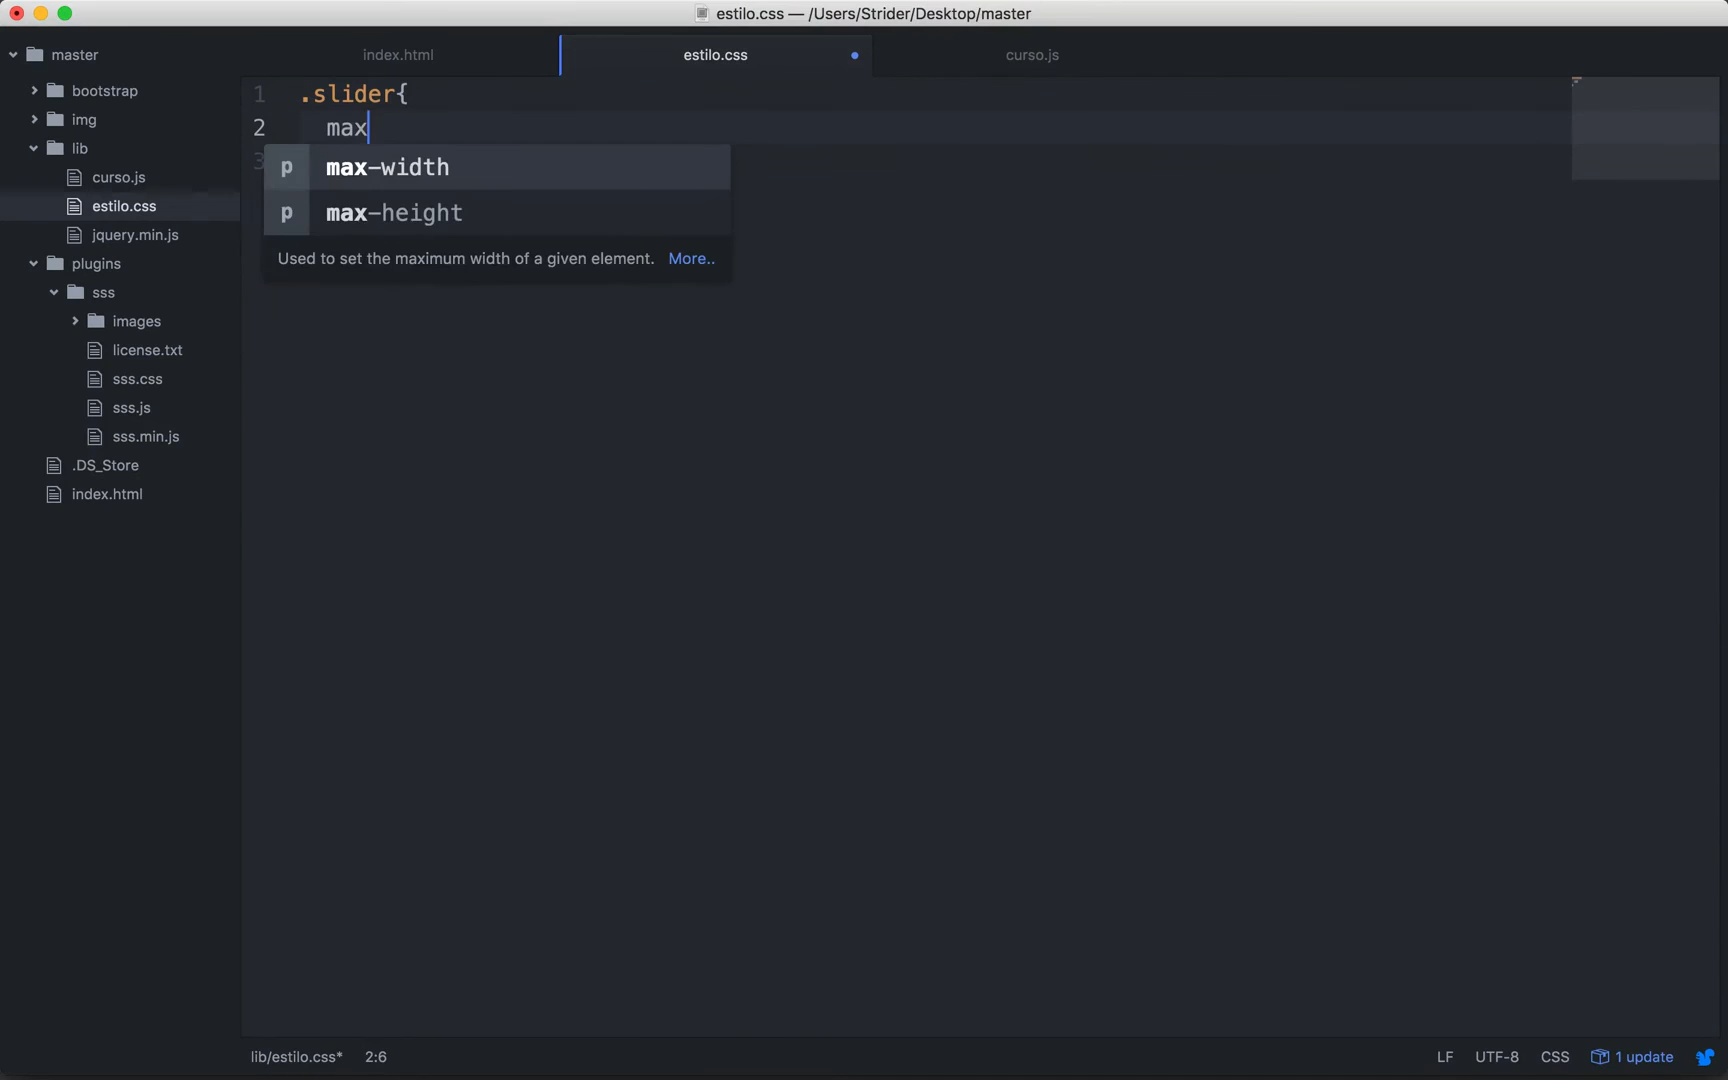 estilo.css — /Users/Strider/Desktop/master
master
index.html
estilo.css
curso.js
bootstrap
img
lib
curso.js
estilo.css
jquery.min.js
plugins
sss
images
license.txt
sss.css
sss.js
sss.min.js
.DS_Store
index.html
1 .slider{
2 max
3
p max-width
p max-height
Used to set the maximum width of a given element. More..
lib/estilo.css* 2:6
LF UTF-8 CSS 1 update